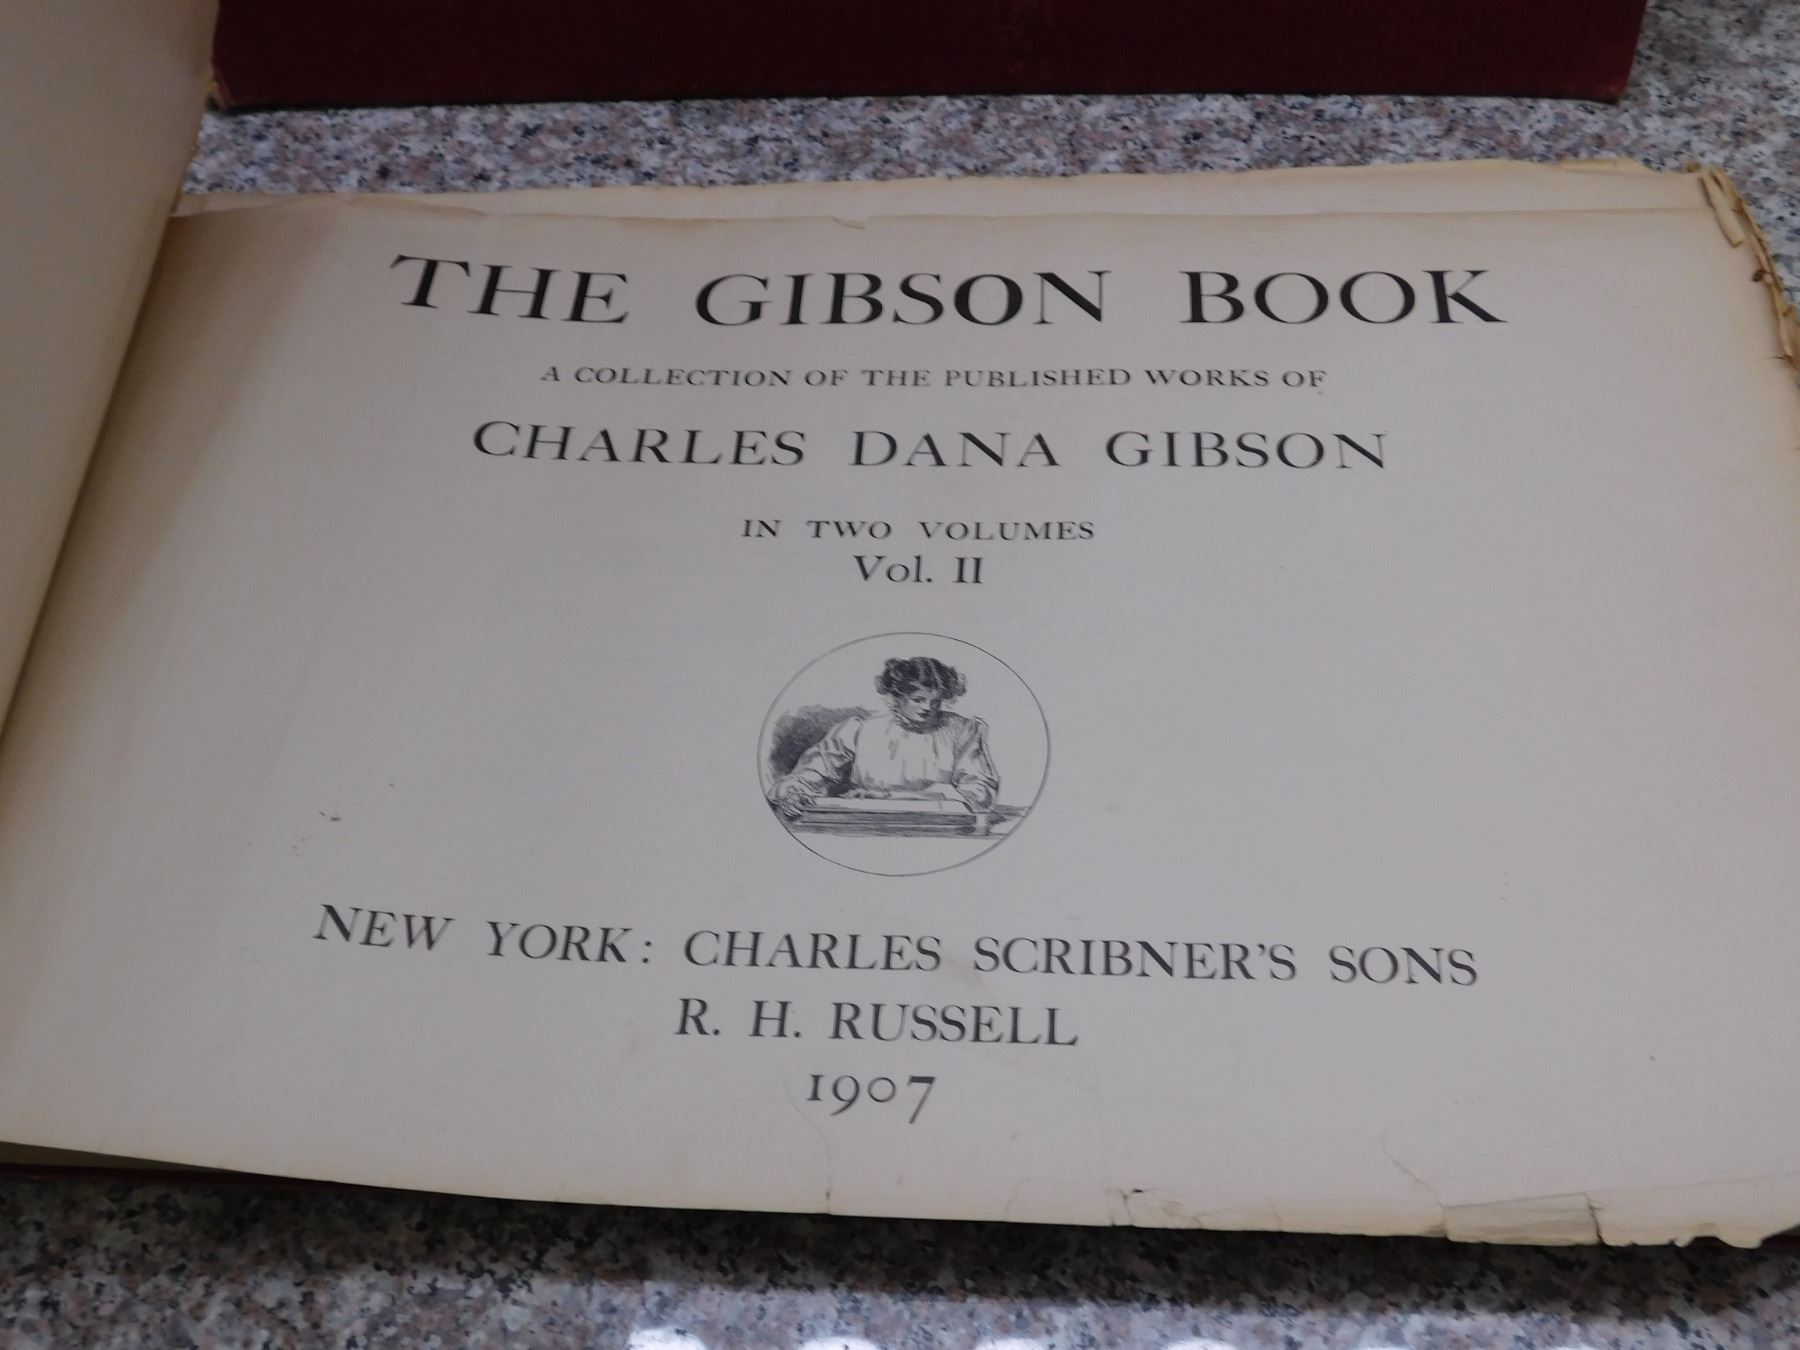 THE GIBSON BOOK
A COLLECTION OF THE PUBLISHED WORKS OF
CHARLES DANA GIBSON
IN TWO VOLUMES
Vol. II
NEW YORK: CHARLES SCRIBNER'S SONS
R. H. RUSSELL
1907